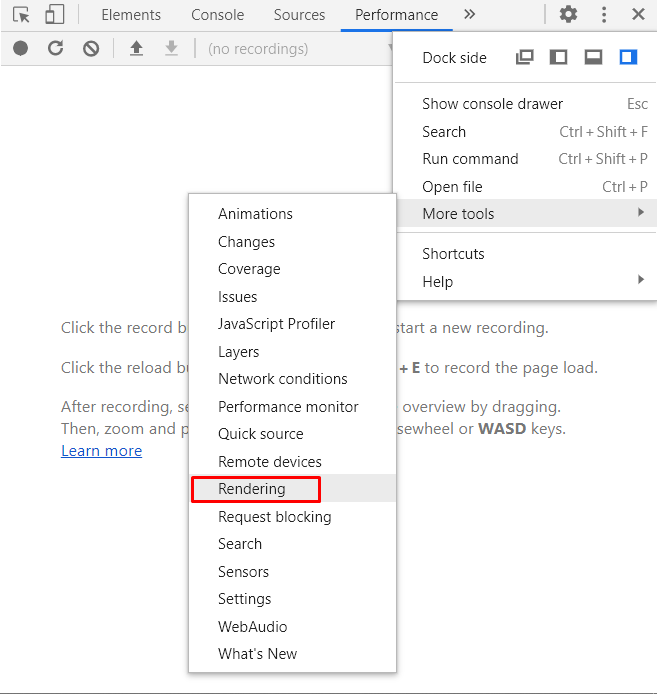 Elements Console Sources Performance
(no recordings)
Dock side
Show console drawer Esc
Search Ctrl + Shift + F
Run command Ctrl + Shift + P
Open file Ctrl + P
More tools
Shortcuts
Help
Animations
Changes
Coverage
Issues
JavaScript Profiler
Layers
Network conditions
Performance monitor
Quick source
Remote devices
Rendering
Request blocking
Search
Sensors
Settings
WebAudio
What's New
Click the record b start a new recording.
Click the reload bu + E to record the page load.
After recording, se overview by dragging.
Then, zoom and p sewheel or WASD keys.
Learn more